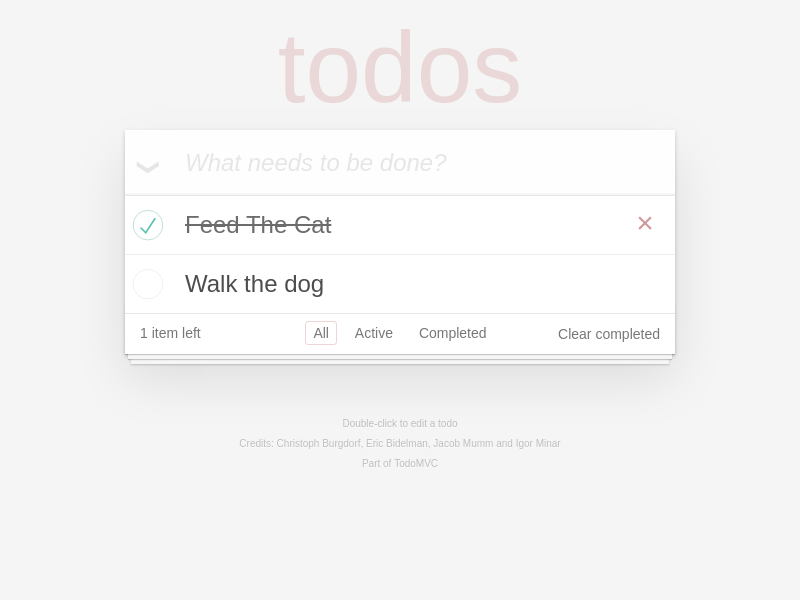 todos
What needs to be done?
Feed The Cat
Walk the dog
1 item left All Active Completed Clear completed
Double-click to edit a todo
Credits: Christoph Burgdorf, Eric Bidelman, Jacob Mumm and Igor Minar
Part of TodoMVC